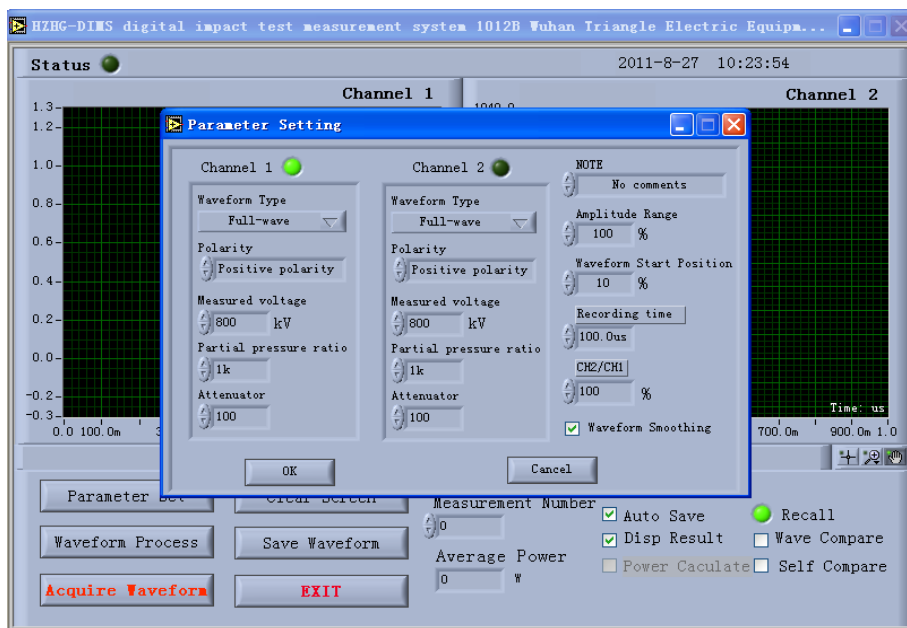 HZHG-DIMS digital impact test measurement system 1012B Wuhan Triangle Electric Equipm...
Status
2011-8-27 10:23:54
Channel 1
Channel 2
1.3
1.2
1.0
0.8
0.6
0.4
0.2
0.0
-0.2
-0.3
0.0 100.0m
Time: us
700.0m 900.0m 1.0
Parameter Setting
Channel 1
Waveform Type
Full-wave
Polarity
Positive polarity
Measured voltage
800 kV
Partial pressure ratio
1k
Attenuator
100
Channel 2
Waveform Type
Full-wave
Polarity
Positive polarity
Measured voltage
800 kV
Partial pressure ratio
1k
Attenuator
100
NOTE
No comments
Amplitude Range
100 %
Waveform Start Position
10 %
Recording time
100.0us
CH2/CH1
100 %
Waveform Smoothing
OK
Cancel
Parameter Set
Clear Screen
Waveform Process
Save Waveform
Acquire Waveform
EXIT
Measurement Number
0
Average Power
0 W
Auto Save
Recall
Disp Result
Wave Compare
Power Caculate
Self Compare